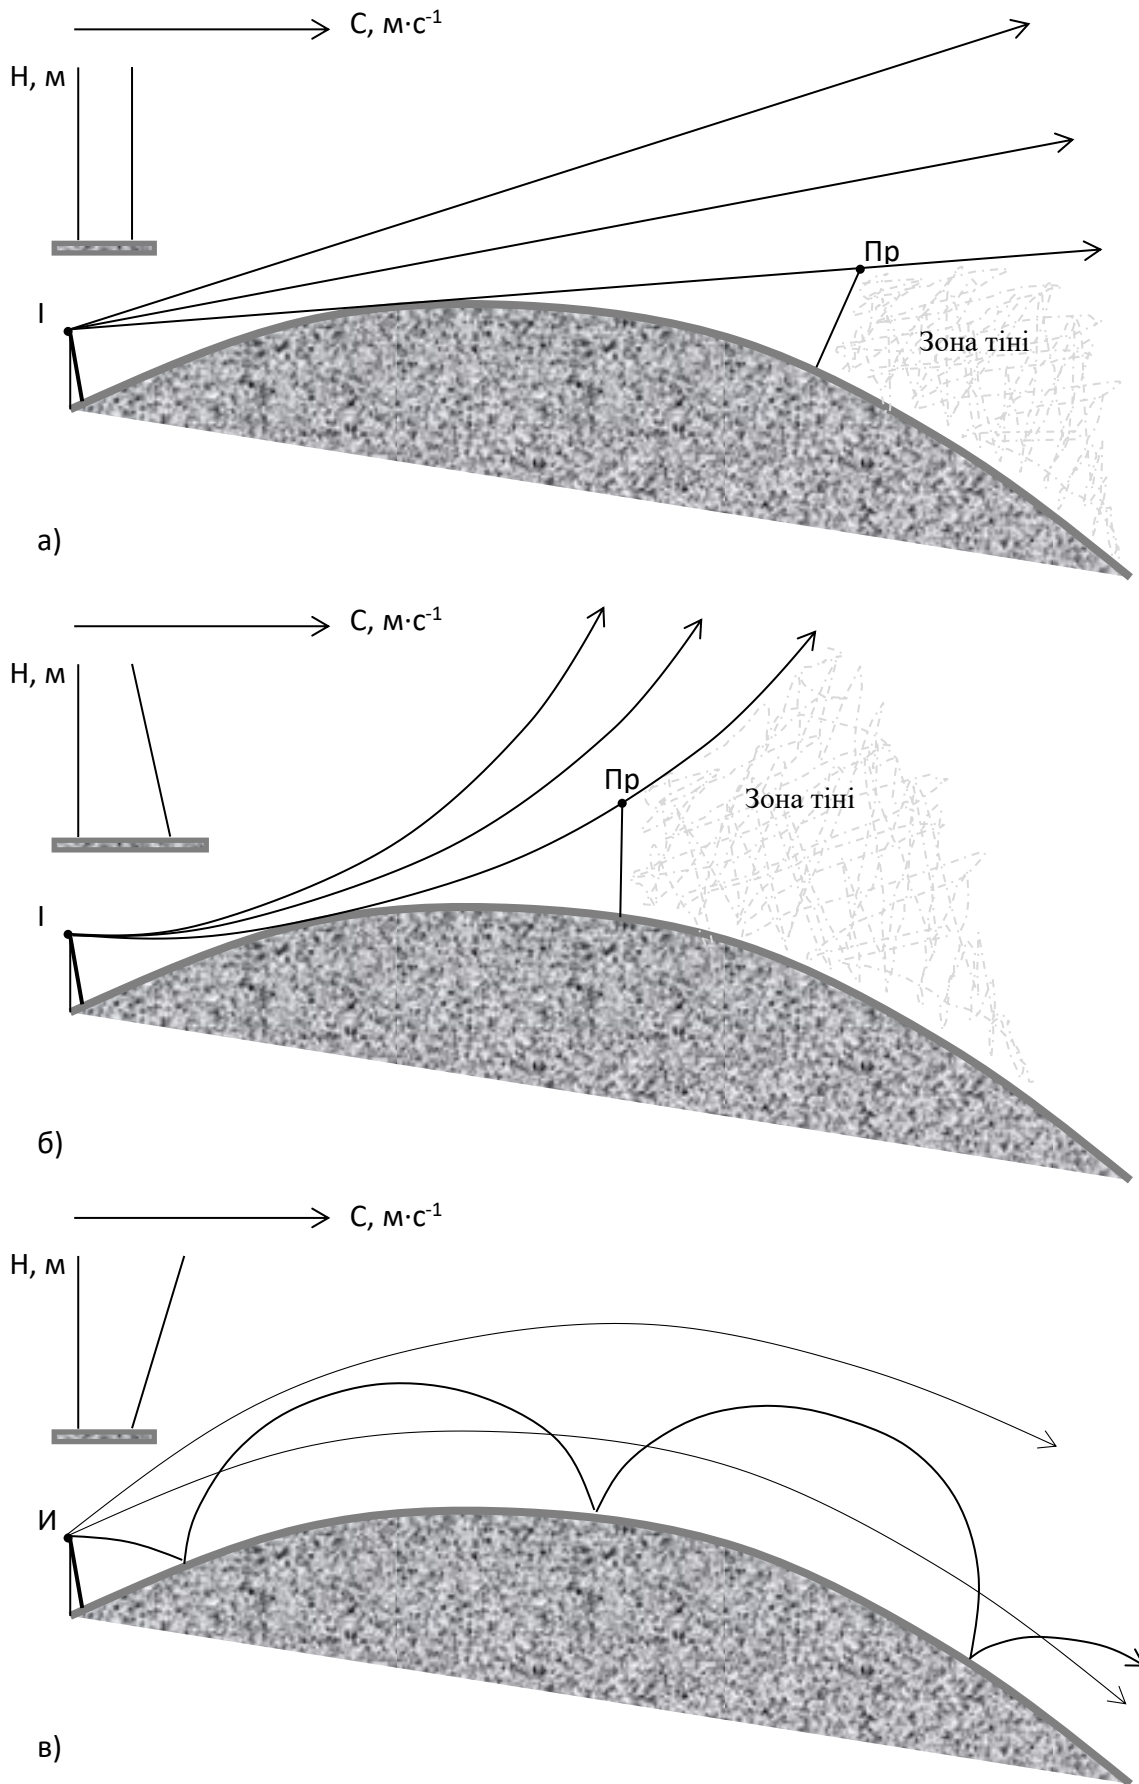 С, м·с⁻¹
Н, м
Пр
І
Зона тіні
а)
С, м·с⁻¹
Н, м
Пр
Зона тіні
І
б)
С, м·с⁻¹
Н, м
И
в)